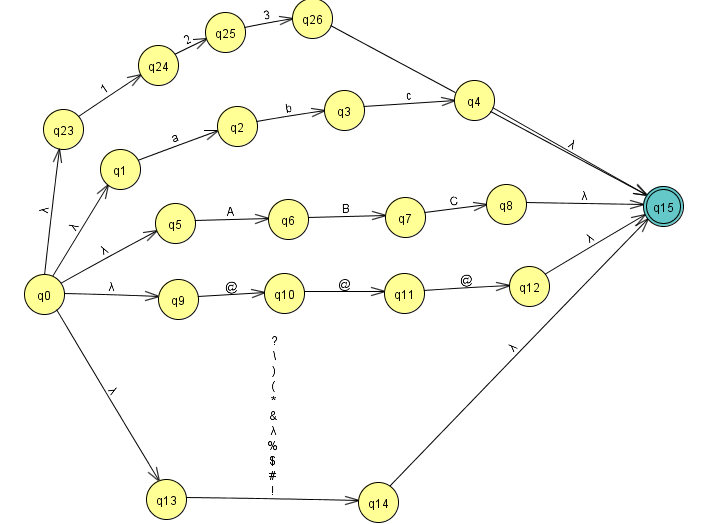 q26
3
q25
2
q24
1
q23
q4
c
q3
b
q2
a
q1
λ
λ
λ
q5
A
q6
B
q7
C
q8
λ
q15
λ
q0
λ
q9
@
q10
@
q11
@
q12
λ
λ
?
\
)
(
*
&
λ
%
$
#
!
λ
λ
q13
q14